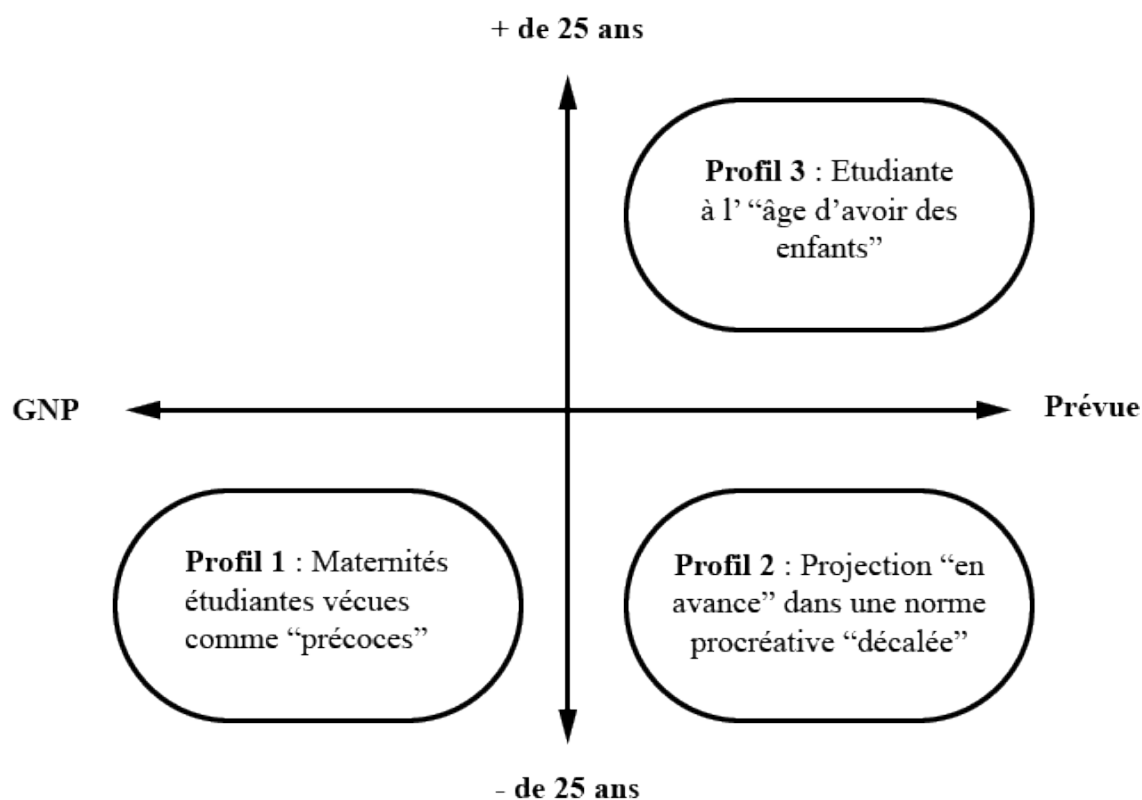 + de 25 ans
Profil 3 : Etudiante
à l’ “âge d’avoir des
enfants”
GNP
Prévue
Profil 1 : Maternités
étudiantes vécues
comme “précoces”
Profil 2 : Projection “en
avance” dans une norme
procréative “décalée”
- de 25 ans